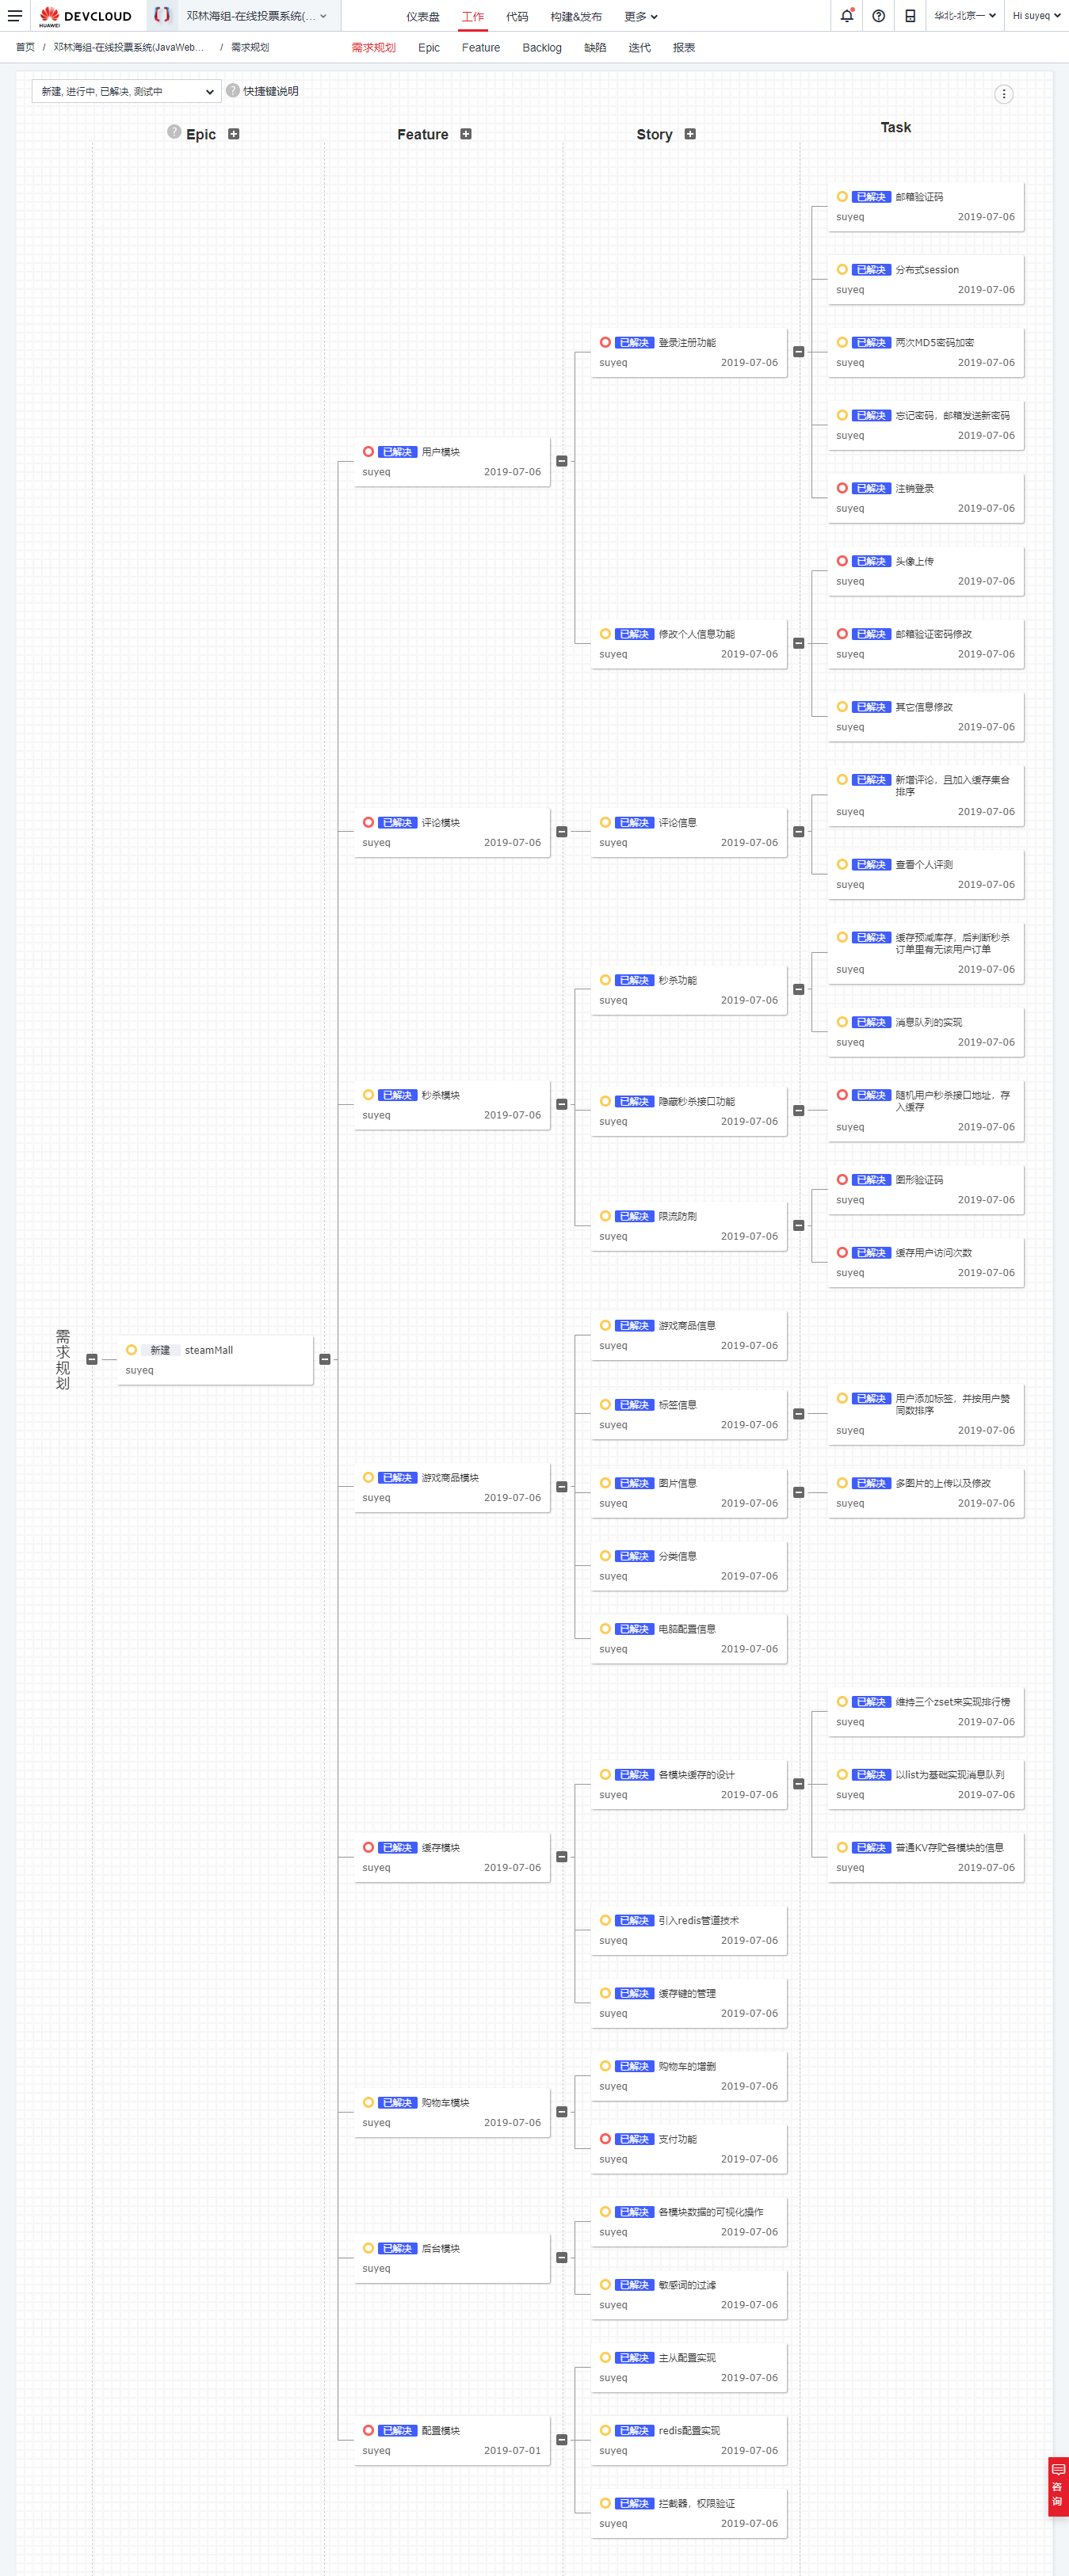 HUAWEI DEVCLOUD 邓林海组-在线投票系统(... 仪表盘 工作 代码 构建&发布 更多 华北-北京一 Hi suyeq
首页 / 邓林海组-在线投票系统(JavaWeb... / 需求规划 需求规划 Epic Feature Backlog 缺陷 迭代 报表
新建, 进行中, 已解决, 测试中 ? 快捷键说明
? Epic Feature Story Task
已解决 邮箱验证码
suyeq 2019-07-06
已解决 分布式session
suyeq 2019-07-06
已解决 登录注册功能
suyeq 2019-07-06
已解决 两次MD5密码加密
suyeq 2019-07-06
已解决 忘记密码，邮箱发送新密码
suyeq 2019-07-06
已解决 用户模块
suyeq 2019-07-06
已解决 注销登录
suyeq 2019-07-06
已解决 头像上传
suyeq 2019-07-06
已解决 修改个人信息功能
suyeq 2019-07-06
已解决 邮箱验证密码修改
suyeq 2019-07-06
已解决 其它信息修改
suyeq 2019-07-06
已解决 新增评论，且加入缓存集合
排序
suyeq 2019-07-06
已解决 评论模块
suyeq 2019-07-06
已解决 评论信息
suyeq 2019-07-06
已解决 查看个人评测
suyeq 2019-07-06
已解决 缓存预减库存，后判断秒杀
订单里有无该用户订单
suyeq 2019-07-06
已解决 秒杀功能
suyeq 2019-07-06
已解决 消息队列的实现
suyeq 2019-07-06
已解决 秒杀模块
suyeq 2019-07-06
已解决 隐藏秒杀接口功能
suyeq 2019-07-06
已解决 随机用户秒杀接口地址，存
入缓存
suyeq 2019-07-06
已解决 图形验证码
suyeq 2019-07-06
已解决 限流防刷
suyeq 2019-07-06
已解决 缓存用户访问次数
suyeq 2019-07-06
需求规划
新建 steamMall
suyeq
已解决 游戏商品信息
suyeq 2019-07-06
已解决 标签信息
suyeq 2019-07-06
已解决 用户添加标签，并按用户赞
同数排序
suyeq 2019-07-06
已解决 游戏商品模块
suyeq 2019-07-06
已解决 图片信息
suyeq 2019-07-06
已解决 多图片的上传以及修改
suyeq 2019-07-06
已解决 分类信息
suyeq 2019-07-06
已解决 电脑配置信息
suyeq 2019-07-06
已解决 维持三个zset来实现排行榜
suyeq 2019-07-06
已解决 各模块缓存的设计
suyeq 2019-07-06
已解决 以list为基础实现消息队列
suyeq 2019-07-06
已解决 缓存模块
suyeq 2019-07-06
已解决 普通KV存贮各模块的信息
suyeq 2019-07-06
已解决 引入redis管道技术
suyeq 2019-07-06
已解决 缓存键的管理
suyeq 2019-07-06
已解决 购物车的增删
suyeq 2019-07-06
已解决 购物车模块
suyeq 2019-07-06
已解决 支付功能
suyeq 2019-07-06
已解决 各模块数据的可视化操作
suyeq 2019-07-06
已解决 后台模块
suyeq
已解决 敏感词的过滤
suyeq 2019-07-06
已解决 主从配置实现
suyeq 2019-07-06
已解决 配置模块
suyeq 2019-07-01
已解决 redis配置实现
suyeq 2019-07-06
已解决 拦截器，权限验证
suyeq 2019-07-06
咨询